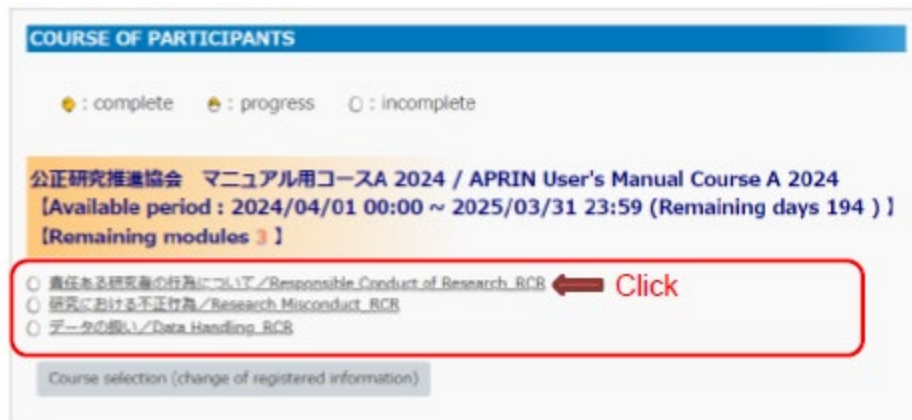 COURSE OF PARTICIPANTS
: complete : progress : incomplete
公正研究推進協会 マニュアル用コースA 2024 / APRIN User's Manual Course A 2024
【Available period : 2024/04/01 00:00 ~ 2025/03/31 23:59 (Remaining days 194 ) 】
【Remaining modules 3 】
責任ある研究者の行為について／Responsible Conduct of Research_RCR Click
研究における不正行為／Research Misconduct_RCR
データの扱い／Data Handling_RCR
Course selection (change of registered information)